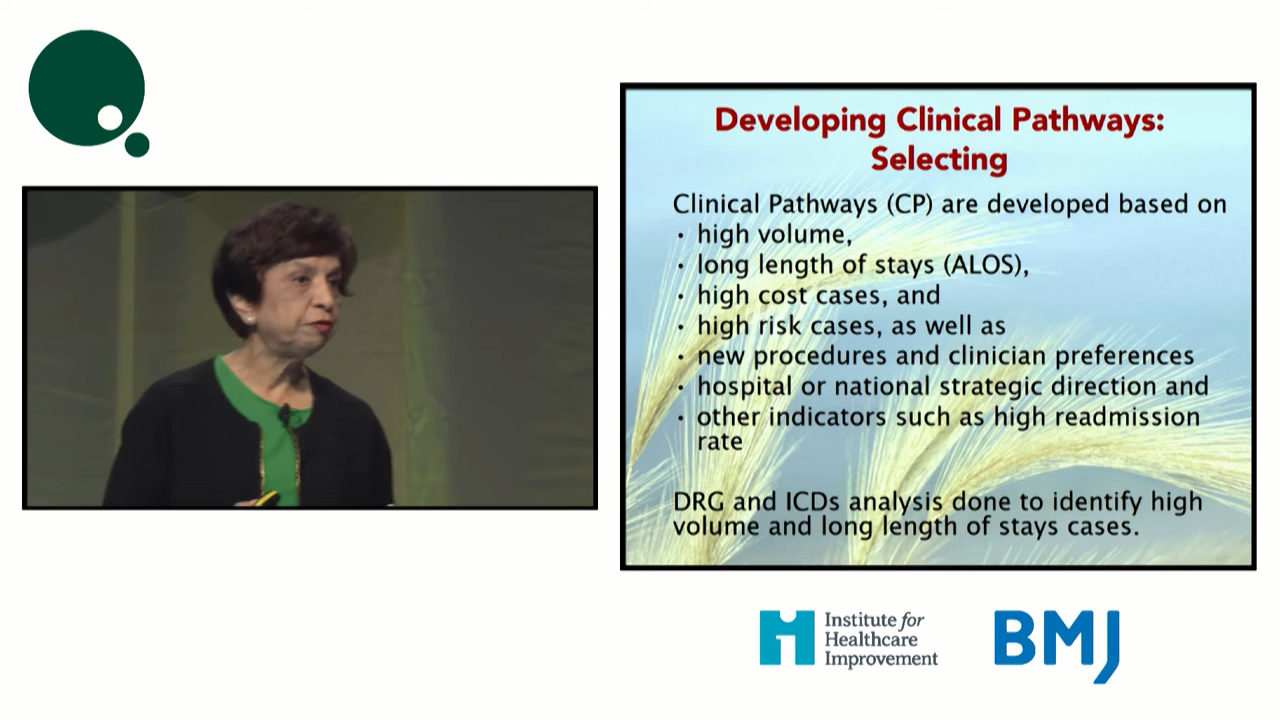 Developing Clinical Pathways:
Selecting
Clinical Pathways (CP) are developed based on
• high volume,
• long length of stays (ALOS),
• high cost cases, and
• high risk cases, as well as
• new procedures and clinician preferences
• hospital or national strategic direction and
• other indicators such as high readmission
rate
DRG and ICDs analysis done to identify high
volume and long length of stays cases.
Institute for
Healthcare
Improvement
BMJ